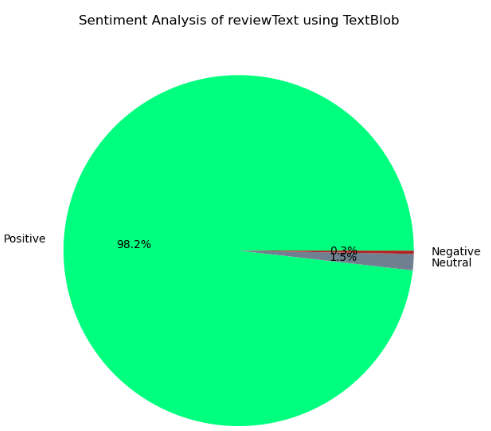 Sentiment Analysis of reviewText using TextBlob
Positive
98.2%
0.3%
Negative
1.5%
Neutral